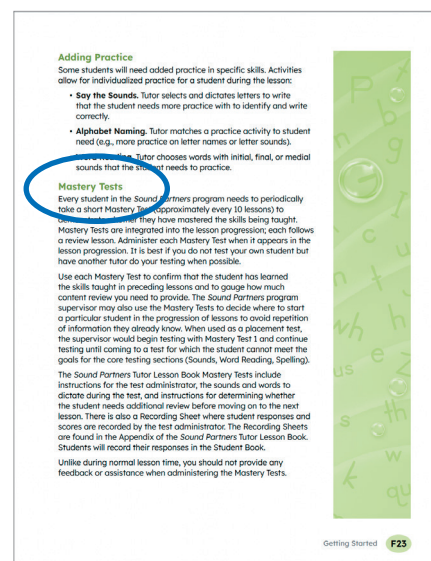 Adding Practice
Some students will need added practice in specific skills. Activities
allow for individualized practice for a student during the lesson:
• Say the Sounds. Tutor selects and dictates letters to write
that the student needs more practice with to identify and write
correctly.
• Alphabet Naming. Tutor matches a practice activity to student
need (e.g., more practice on letter names or letter sounds).
Tutor chooses words with initial, final, or medial
sounds that the student needs to practice.
Mastery Tests
Every student in the Sound Partners program needs to periodically
take a short Mastery Test (approximately every 10 lessons) to
they have mastered the skills being taught.
Mastery Tests are integrated into the lesson progression; each follows
a review lesson. Administer each Mastery Test when it appears in the
lesson progression. It is best if you do not test your own student but
have another tutor do your testing when possible.
Use each Mastery Test to confirm that the student has learned
the skills taught in preceding lessons and to gauge how much
content review you need to provide. The Sound Partners program
supervisor may also use the Mastery Tests to decide where to start
a particular student in the progression of lessons to avoid repetition
of information they already know. When used as a placement test,
the supervisor would begin testing with Mastery Test 1 and continue
testing until coming to a test for which the student cannot meet the
goals for the core testing sections (Sounds, Word Reading, Spelling).
The Sound Partners Tutor Lesson Book Mastery Tests include
instructions for the test administrator, the sounds and words to
dictate during the test, and instructions for determining whether
the student needs additional review before moving on to the next
lesson. There is also a Recording Sheet where student responses and
scores are recorded by the test administrator. The Recording Sheets
are found in the Appendix of the Sound Partners Tutor Lesson Book.
Students will record their responses in the Student Book.
Unlike during normal lesson time, you should not provide any
feedback or assistance when administering the Mastery Tests.
P
b
n
q
G
i
c
u
n
t
wh
h
e
z
us
s
th
w
k
qu
Getting Started F23